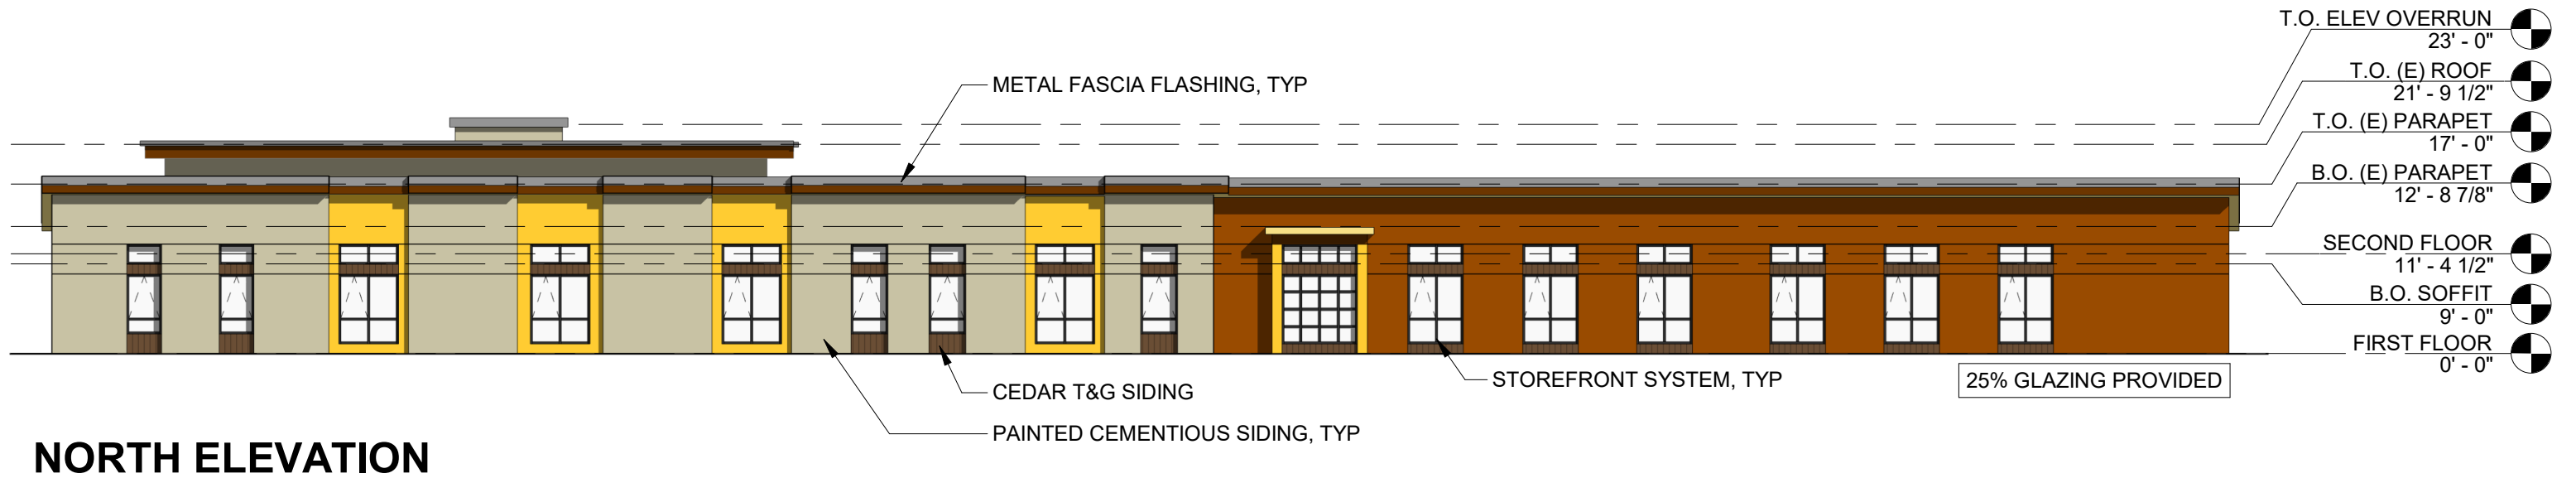 T.O. ELEV OVERRUN
23' - 0"
T.O. (E) ROOF
21' - 9 1/2"
METAL FASCIA FLASHING, TYP
T.O. (E) PARAPET
17' - 0"
B.O. (E) PARAPET
12' - 8 7/8"
SECOND FLOOR
11' - 4 1/2"
B.O. SOFFIT
9' - 0"
FIRST FLOOR
0' - 0"
STOREFRONT SYSTEM, TYP
25% GLAZING PROVIDED
CEDAR T&G SIDING
PAINTED CEMENTIOUS SIDING, TYP
NORTH ELEVATION